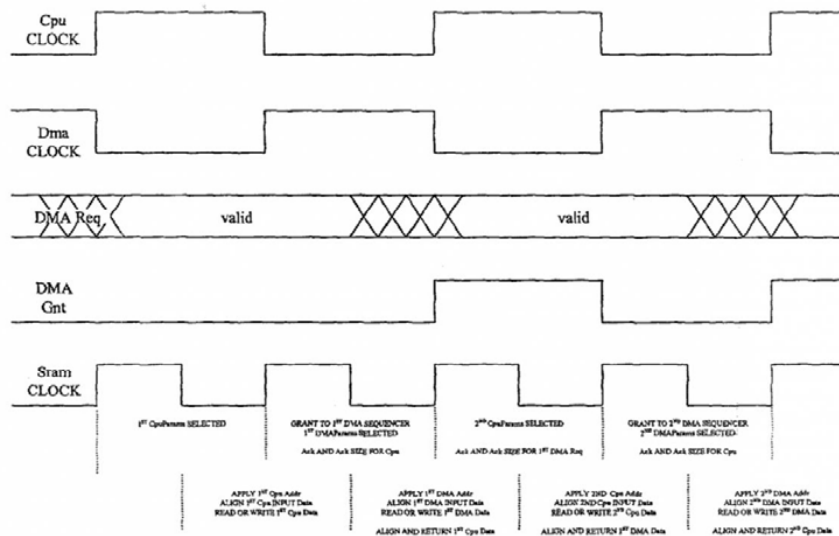 Cpu
CLOCK
Dma
CLOCK
DMA Req
valid
valid
DMA
Gnt
Sram
CLOCK
1ST CpuParams SELECTED
GRANT TO 1ST DMA SEQUENCER
1ST DMAParams SELECTED
Ack AND Ack SIZE FOR Cpu
2ND CpuParams SELECTED
Ack AND Ack SIZE FOR 1ST DMA Req
GRANT TO 2ND DMA SEQUENCER
2ND DMAParams SELECTED
Ack AND Ack SIZE FOR Cpu
APPLY 1ST Cpu Addr
ALIGN 1ST Cpu INPUT Data
READ OR WRITE 1ST Cpu Data
APPLY 1ST DMA Addr
ALIGN 1ST DMA INPUT Data
READ OR WRITE 1ST DMA Data
ALIGN AND RETURN 1ST Cpu Data
APPLY 2ND Cpu Addr
ALIGN 2ND Cpu INPUT Data
READ OR WRITE 2ND Cpu Data
ALIGN AND RETURN 1ST DMA Data
APPLY 2ND DMA Addr
ALIGN 2ND DMA INPUT Data
READ OR WRITE 2ND DMA Data
ALIGN AND RETURN 2ND Cpu Data